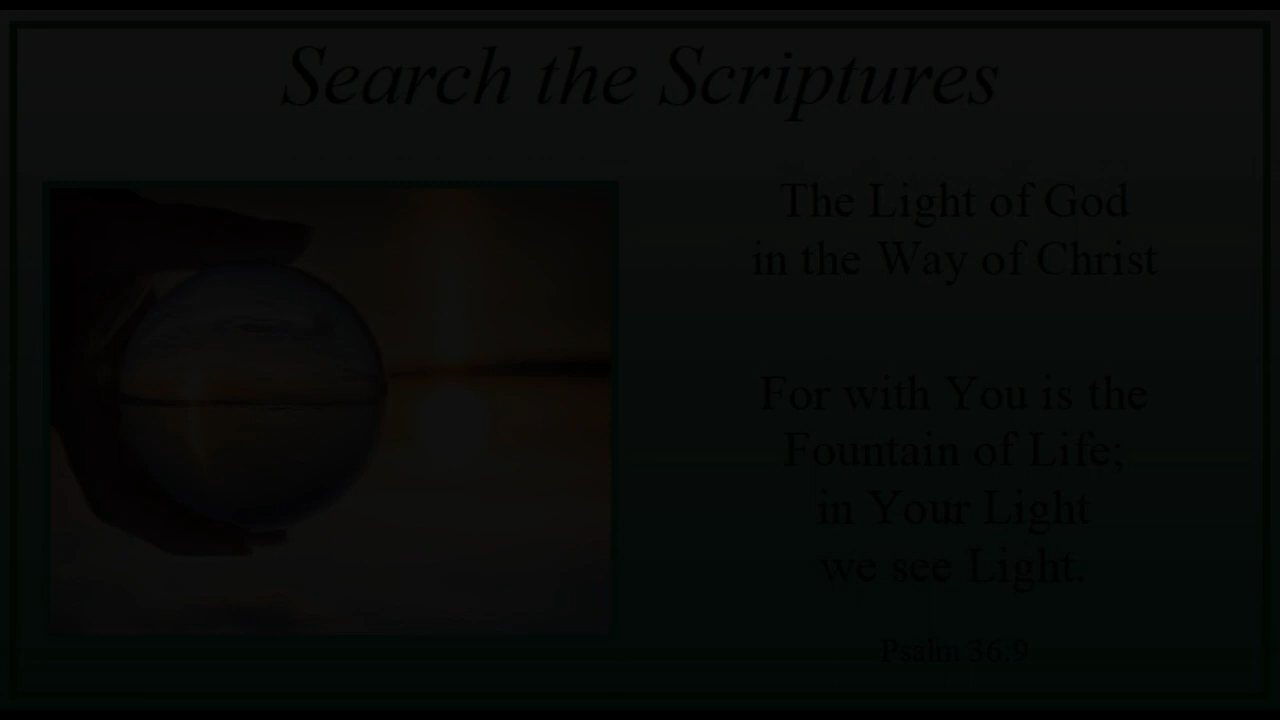 Search the Scriptures
The Light of God
in the Way of Christ
For with You is the
Fountain of Life;
in Your Light
we see Light.
Psalm 36:9